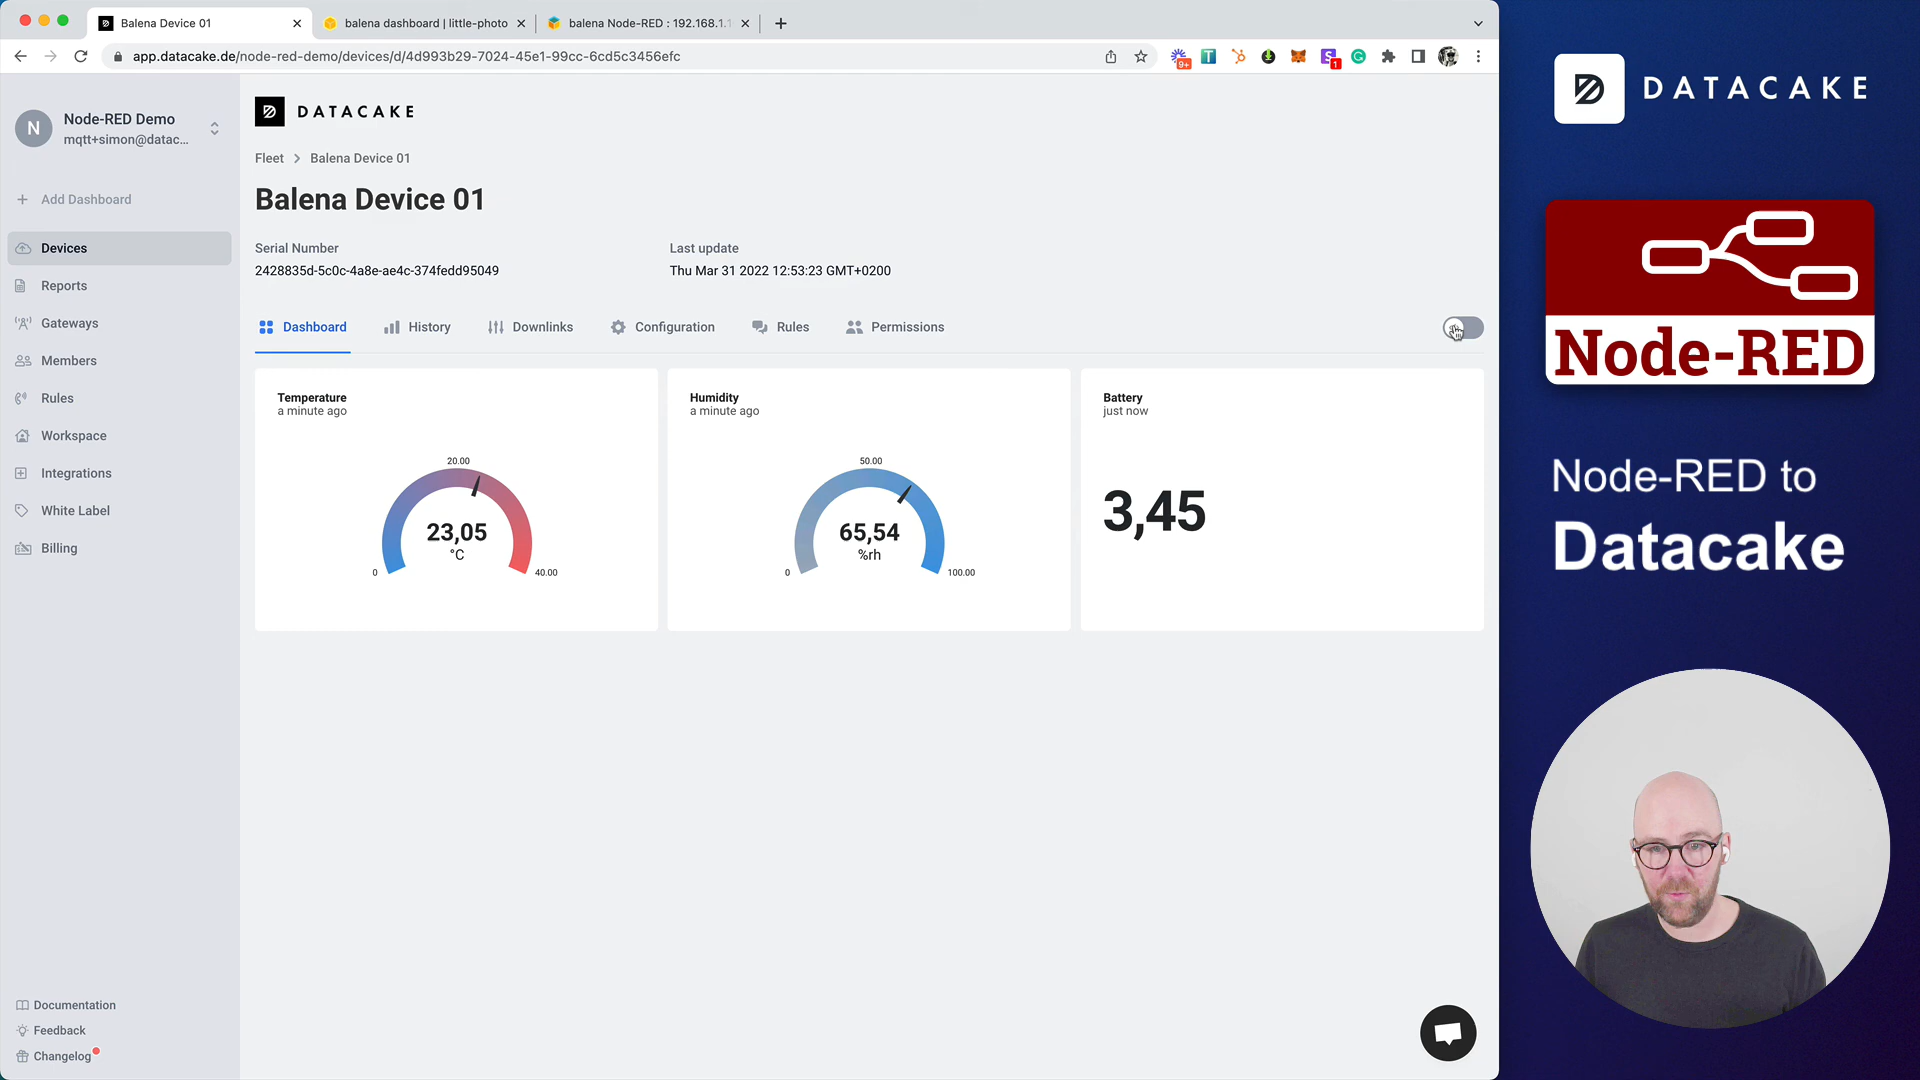 Balena Device 01
balena dashboard | little-photo
balena Node-RED : 192.168.1.1
app.datacake.de/node-red-demo/devices/d/4d993b29-7024-45e1-99cc-6cd5c3456efc
9+
1
N
Node-RED Demo
mqtt+simon@datac...
Add Dashboard
Devices
Reports
Gateways
Members
Rules
Workspace
Integrations
White Label
Billing
Documentation
Feedback
Changelog
DATACAKE
Fleet
Balena Device 01
Balena Device 01
Serial Number
2428835d-5c0c-4a8e-ae4c-374fedd95049
Last update
Thu Mar 31 2022 12:53:23 GMT+0200
Dashboard
History
Downlinks
Configuration
Rules
Permissions
Temperature
a minute ago
20.00
23,05
°C
0
40.00
Humidity
a minute ago
50.00
65,54
%rh
0
100.00
Battery
just now
3,45
DATACAKE
Node-RED
Node-RED to
Datacake